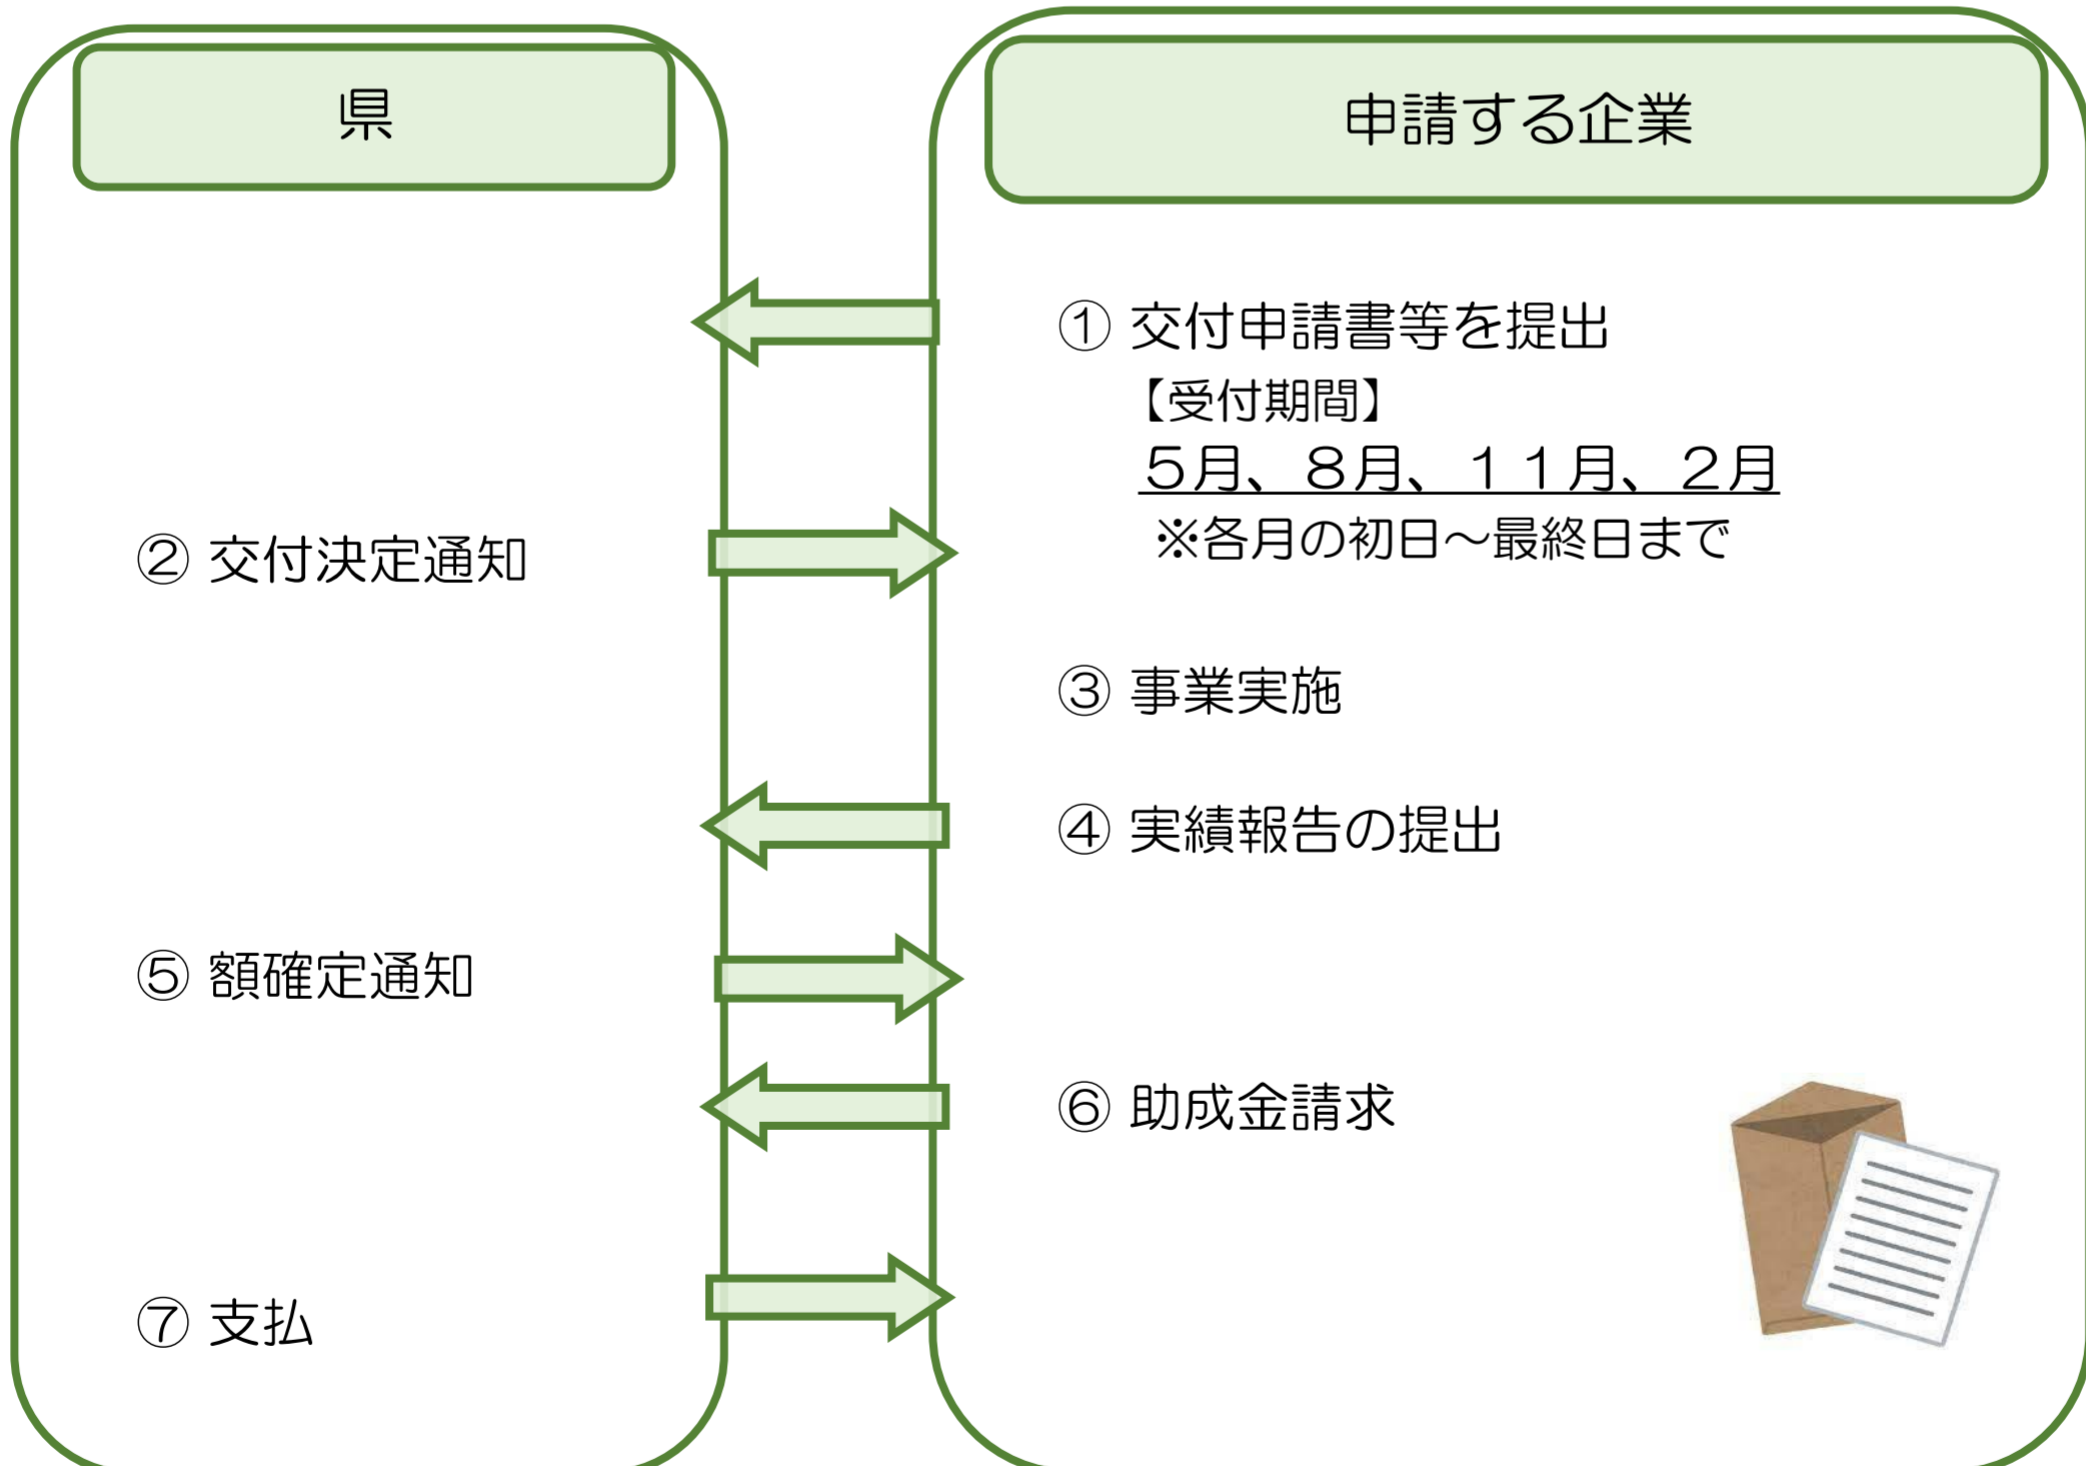 県
申請する企業
① 交付申請書等を提出
【受付期間】
５月、８月、１１月、２月
※各月の初日～最終日まで
② 交付決定通知
③ 事業実施
④ 実績報告の提出
⑤ 額確定通知
⑥ 助成金請求
⑦ 支払